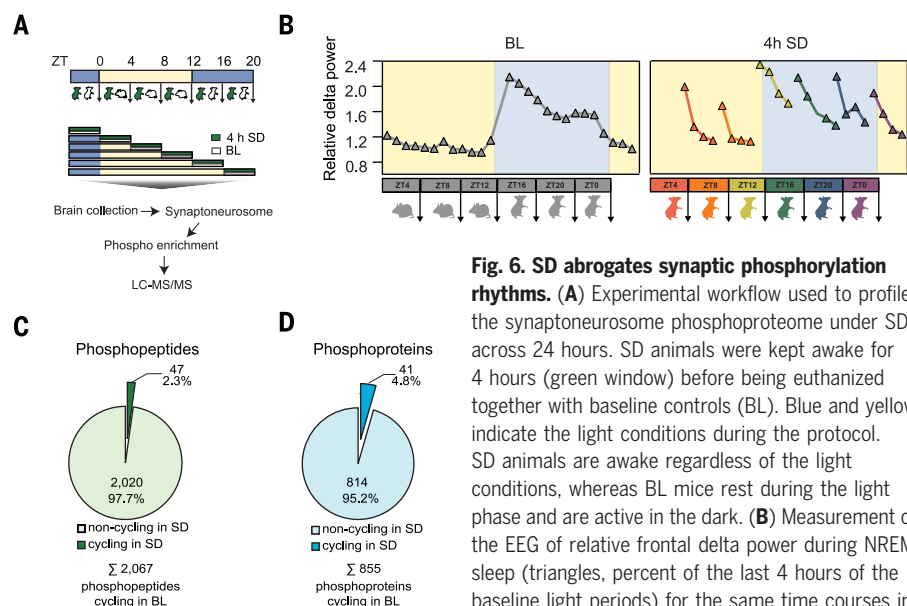 A
ZT 0 4 8 12 16 20
4h SD
BL
Brain collection → Synaptoneurosome
Phospho enrichment
LC-MS/MS
B
BL
4h SD
Relative delta power
2.4
2.0
1.6
1.2
0.8
ZT4 ZT8 ZT12 ZT16 ZT20 ZT0
ZT4 ZT8 ZT12 ZT16 ZT20 ZT0
C
Phosphopeptides
47
2.3%
2,020
97.7%
non-cycling in SD
cycling in SD
∑ 2,067
phosphopeptides
cycling in BL
D
Phosphoproteins
41
4.8%
814
95.2%
non-cycling in SD
cycling in SD
∑ 855
phosphoproteins
cycling in BL
Fig. 6. SD abrogates synaptic phosphorylation
rhythms. (A) Experimental workflow used to profile
the synaptoneurosome phosphoproteome under SD
across 24 hours. SD animals were kept awake for
4 hours (green window) before being euthanized
together with baseline controls (BL). Blue and yellow
indicate the light conditions during the protocol.
SD animals are awake regardless of the light
conditions, whereas BL mice rest during the light
phase and are active in the dark. (B) Measurement o
the EEG of relative frontal delta power during NREM
sleep (triangles, percent of the last 4 hours of the
baseline light periods) for the same time courses in